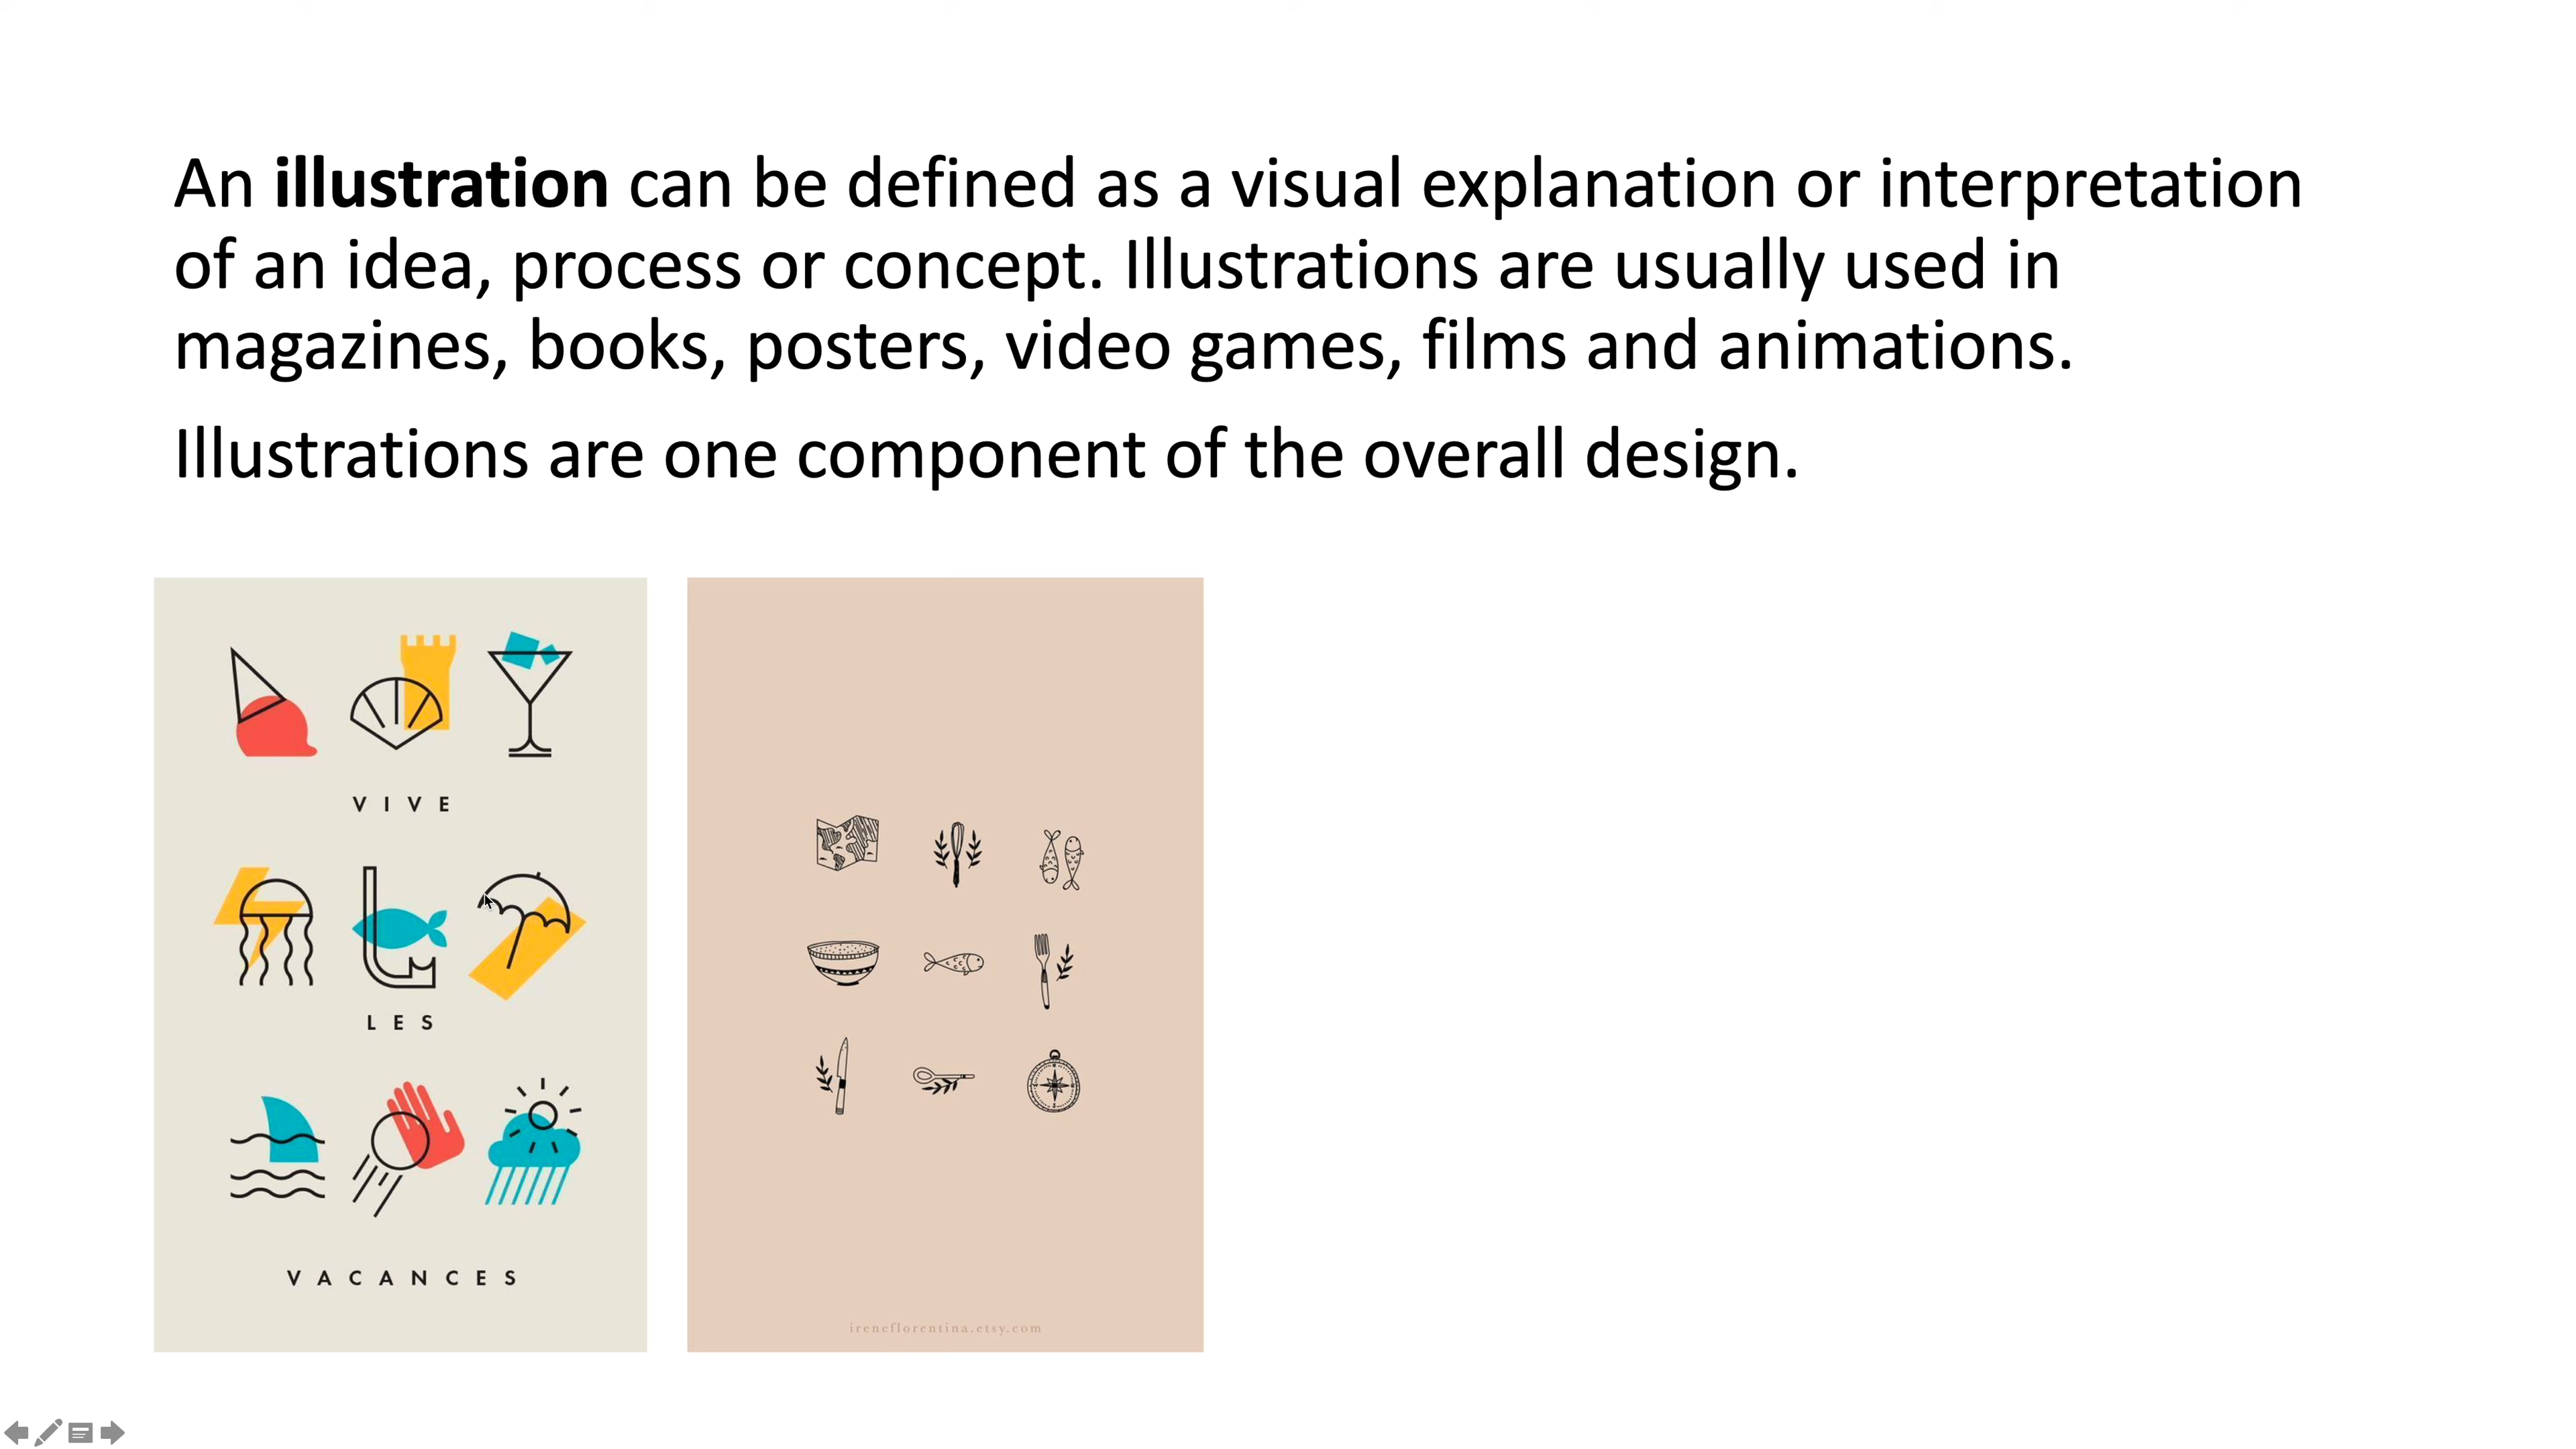 An illustration can be defined as a visual explanation or interpretation
of an idea, process or concept. Illustrations are usually used in
magazines, books, posters, video games, films and animations.
Illustrations are one component of the overall design.
VIVE
LES
VACANCES
ireneflorentina.etsy.com